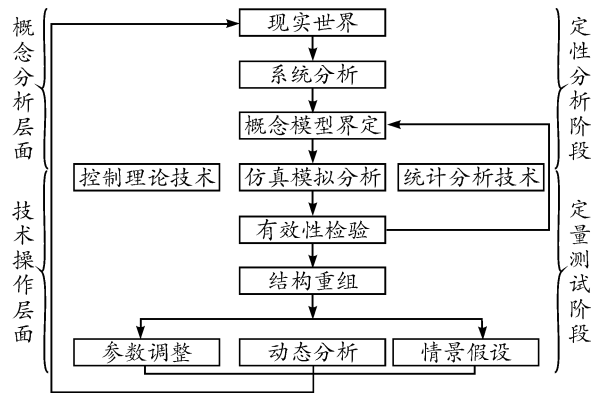 概念分析层面
定性分析阶段
现实世界
系统分析
概念模型界定
控制理论技术
仿真模拟分析
统计分析技术
技术操作层面
定量测试阶段
有效性检验
结构重组
参数调整
动态分析
情景假设